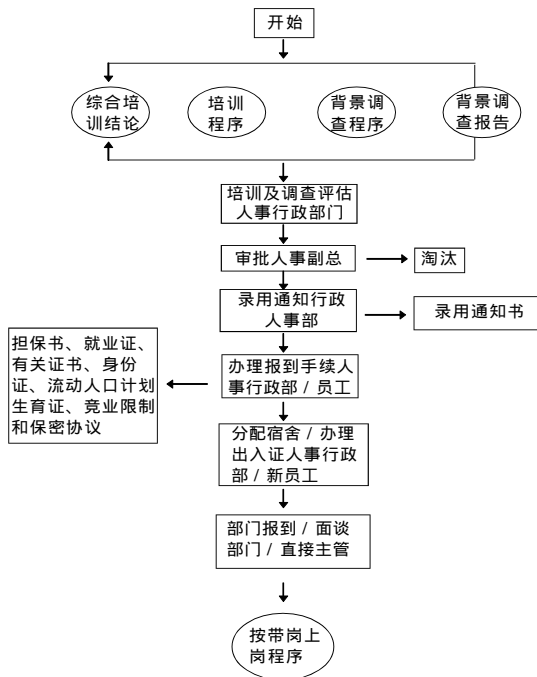 开始
综合培
训结论
培训
程序
背景调
查程序
背景调
查报告
培训及调查评估
人事行政部门
审批人事副总
淘汰
录用通知行政
人事部
录用通知书
担保书、就业证、
有关证书、身份
证、流动人口计划
生育证、竞业限制
和保密协议
办理报到手续人
事行政部 / 员工
分配宿舍 / 办理
出入证人事行政
部 / 新员工
部门报到 / 面谈
部门 / 直接主管
按带岗上
岗程序